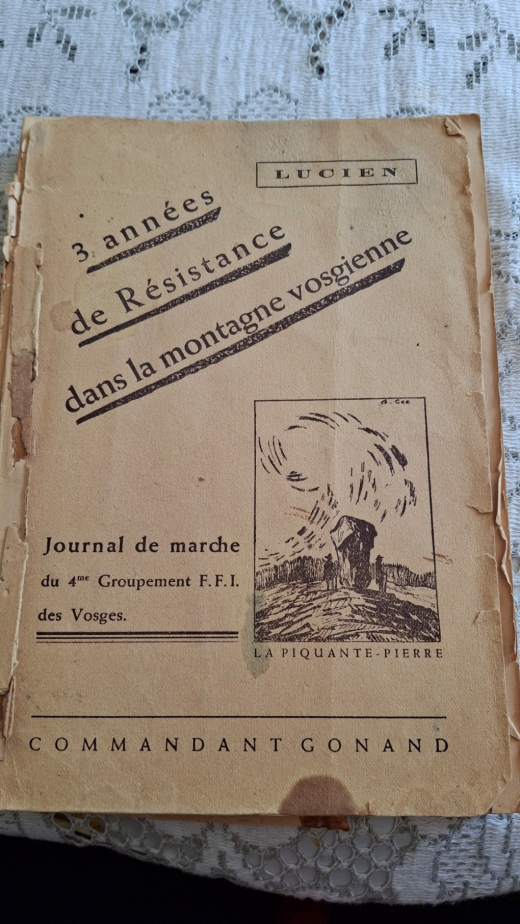 LUCIEN
3 années
de Résistance
dans la montagne vosgienne
Journal de marche
du 4me Groupement F.F.I.
des Vosges.
LA PIQUANTE-PIERRE
COMMANDANT GONAND